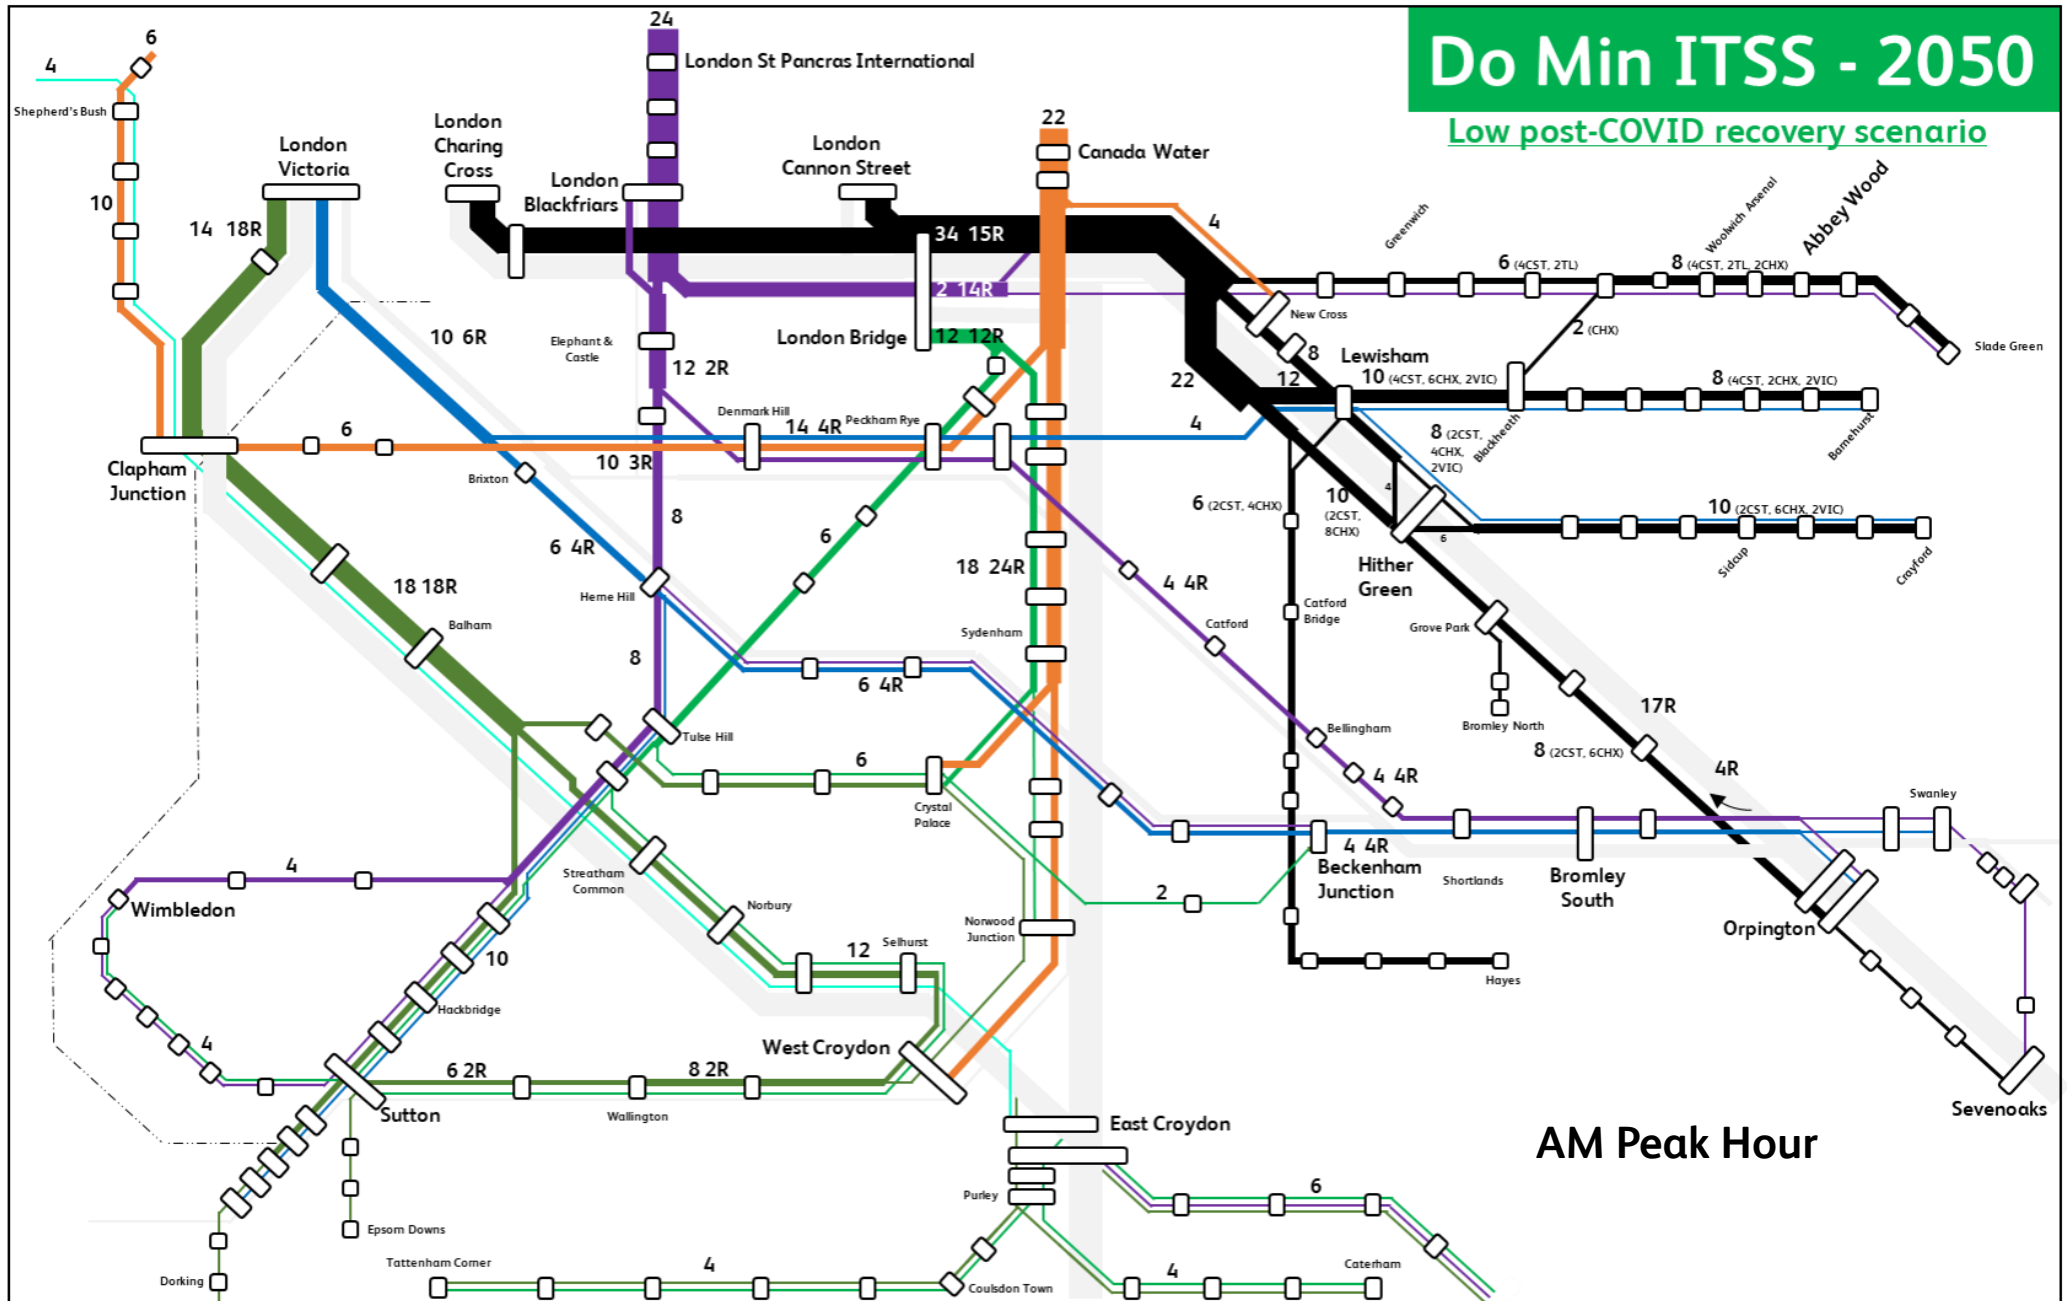 Do Min ITSS - 2050
Low post-COVID recovery scenario
24
London St Pancras International
6
4
Shepherd's Bush
London
Victoria
London
Charing
Cross
London
Blackfriars
London
Cannon Street
22
Canada Water
10
14 18R
34 15R
4
Greenwich
Woolwich Arsenal
Abbey Wood
6 (4CST, 2TL)
8 (4CST, 2TL, 2CHX)
2 14R
New Cross
2 (CHX)
Slade Green
10 6R
Elephant &
Castle
London Bridge
12 12R
12 2R
8
Lewisham
22
12
10 (4CST, 6CHX, 2VIC)
8 (4CST, 2CHX, 2VIC)
Denmark Hill
14 4R
Peckham Rye
4
6
Clapham
Junction
Brixton
10 3R
8 (2CST,
4CHX,
2VIC)
Blackheath
Barnehurst
8
6
6 (2CST, 4CHX)
10
(2CST,
8CHX)
4
6
10 (2CST, 6CHX, 2VIC)
Sidcup
Crayford
6 4R
Hither
Green
18 24R
4 4R
18 18R
Herne Hill
Catford
Bridge
Grove Park
Balham
Catford
Sydenham
8
6 4R
Bromley North
17R
Tulse Hill
Bellingham
8 (2CST, 6CHX)
6
4 4R
4R
Swanley
Crystal
Palace
4 4R
Beckenham
Junction
Shortlands
Bromley
South
4
Streatham
Common
2
Wimbledon
Norbury
Norwood
Junction
Orpington
10
12
Selhurst
Hayes
Hackbridge
4
West Croydon
6 2R
8 2R
Sutton
Wallington
East Croydon
Sevenoaks
AM Peak Hour
Purley
6
Epsom Downs
Tattenham Corner
4
4
Caterham
Dorking
Coulsdon Town